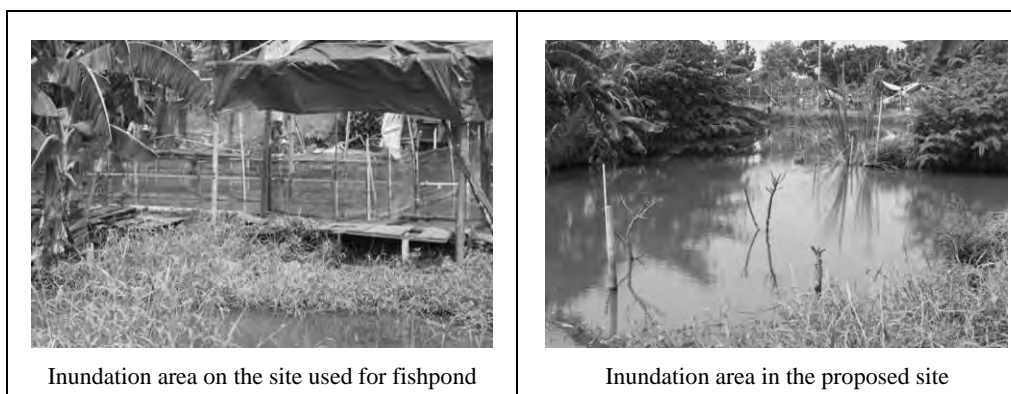 Inundation area on the site used for fishpond
Inundation area in the proposed site